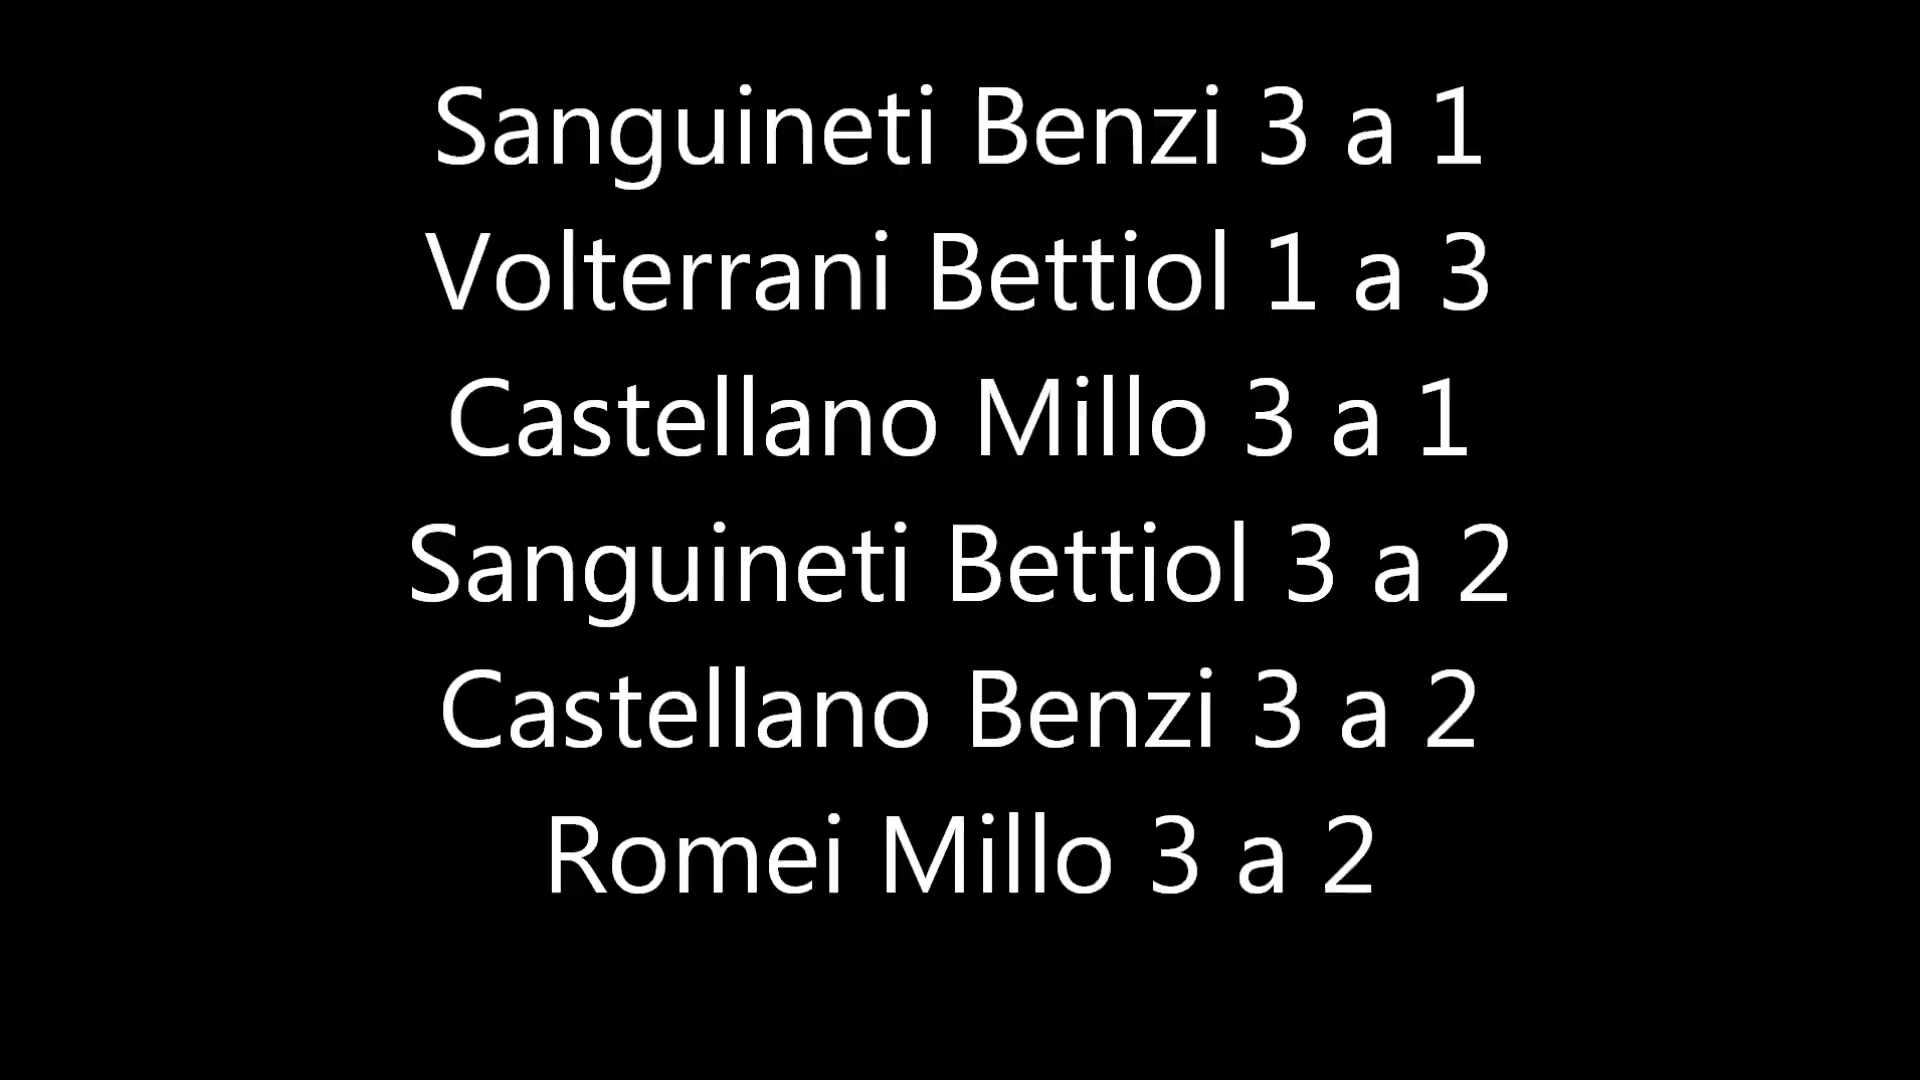 Sanguineti Benzi 3 a 1
Volterrani Bettiol 1 a 3
Castellano Millo 3 a 1
Sanguineti Bettiol 3 a 2
Castellano Benzi 3 a 2
Romei Millo 3 a 2